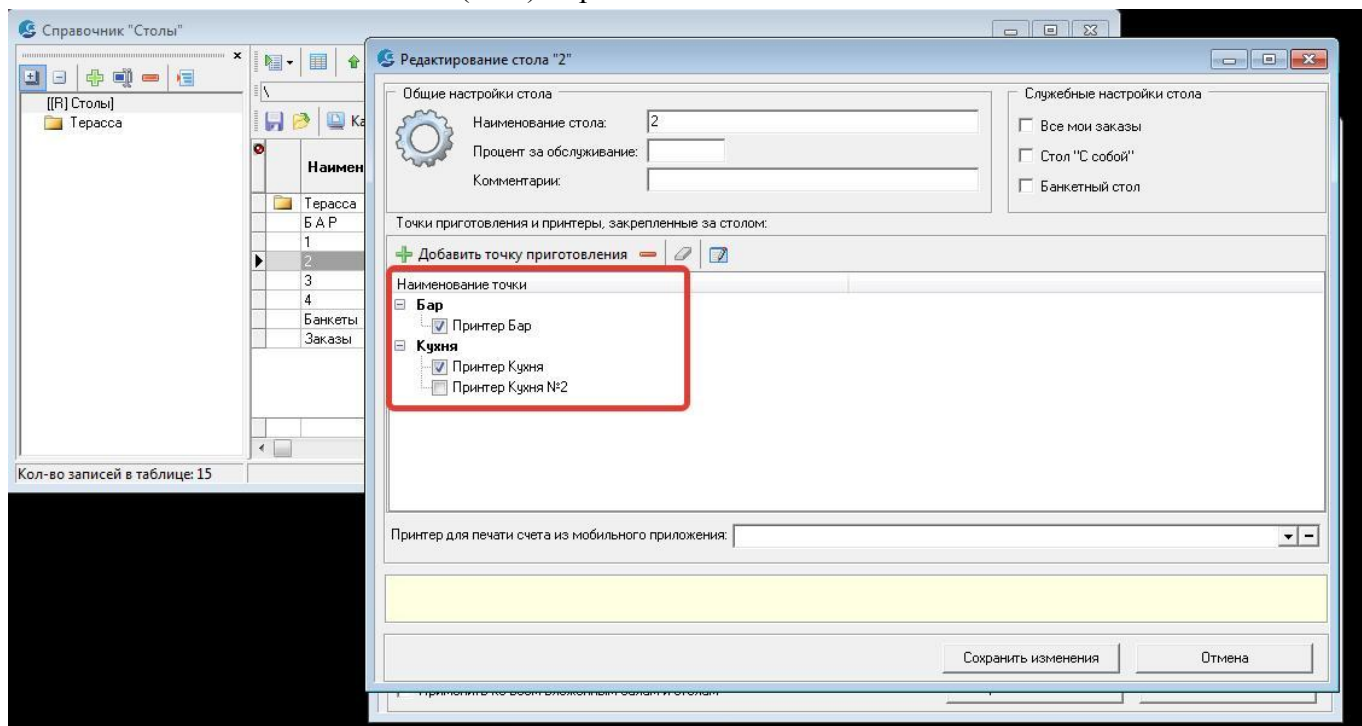 Справочник "Столы"
[[R] Столы]
Терасса
\
Ка
Наимен
Терасса
Б А Р
1
2
3
4
Банкеты
Заказы
Кол-во записей в таблице: 15
Редактирование стола "2"
Общие настройки стола
Наименование стола: 2
Процент за обслуживание:
Комментарии:
Служебные настройки стола
Все мои заказы
Стол "С собой"
Банкетный стол
Точки приготовления и принтеры, закрепленные за столом:
Добавить точку приготовления
Наименование точки
Бар
Принтер Бар
Кухня
Принтер Кухня
Принтер Кухня №2
Принтер для печати счета из мобильного приложения:
Сохранить изменения
Отмена